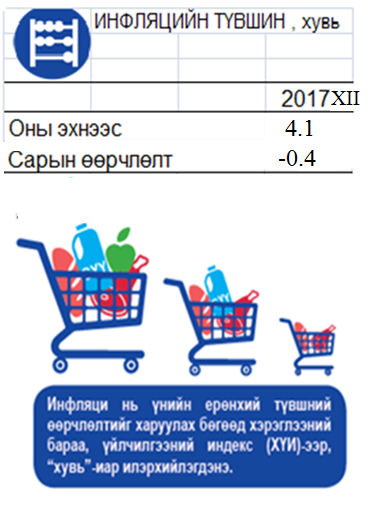 ИНФЛЯЦИЙН ТҮВШИН , хувь
2017XII
Оны эхнээс 4.1
Сарын өөрчлөлт -0.4
Инфляци нь үнийн ерөнхий түвшний
өөрчлөлтийг харуулах бөгөөд хэрэглээний
бараа, үйлчилгээний индекс (ХҮИ)-ээр,
“хувь”-иар илэрхийлэгдэнэ.